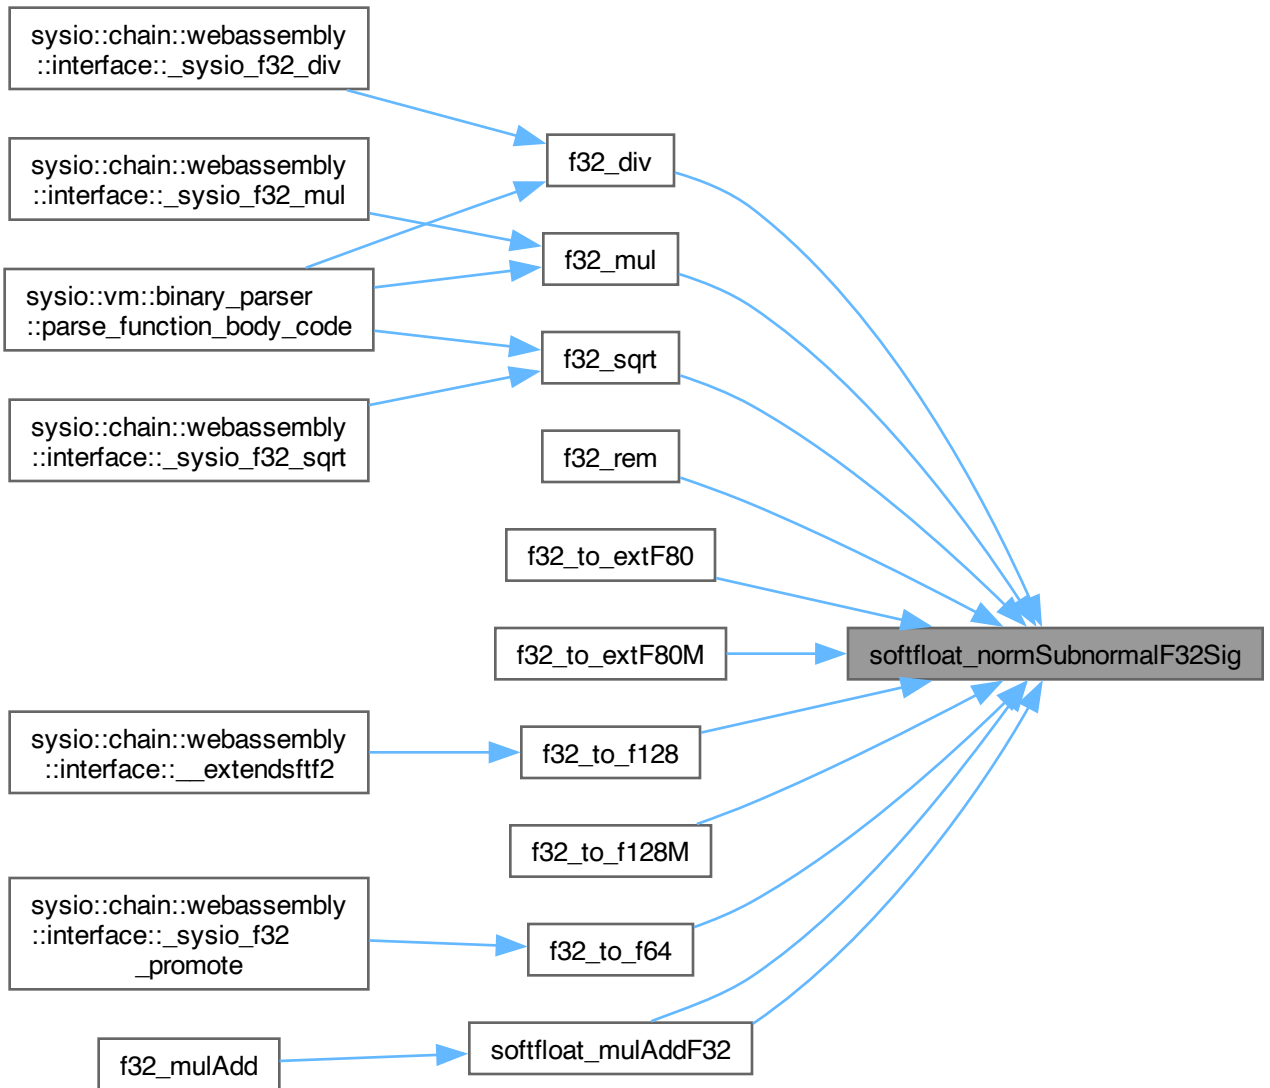 sysio::chain::webassembly
::interface::_sysio_f32_div
sysio::chain::webassembly
::interface::_sysio_f32_mul
sysio::vm::binary_parser
::parse_function_body_code
sysio::chain::webassembly
::interface::_sysio_f32_sqrt
sysio::chain::webassembly
::interface::__extendsftf2
sysio::chain::webassembly
::interface::_sysio_f32
_promote
f32_mulAdd
f32_div
f32_mul
f32_sqrt
f32_rem
f32_to_extF80
f32_to_extF80M
f32_to_f128
f32_to_f128M
f32_to_f64
softfloat_mulAddF32
softfloat_normSubnormalF32Sig